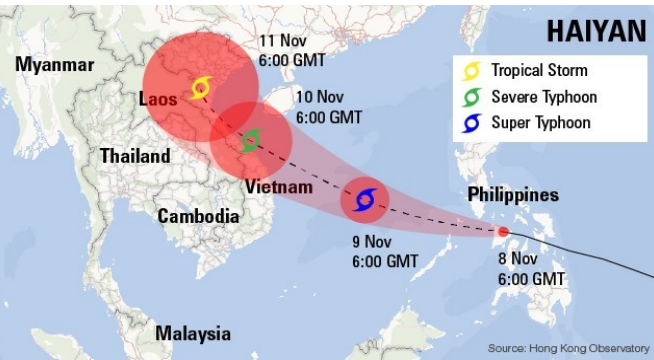 HAIYAN
Tropical Storm
Severe Typhoon
Super Typhoon
11 Nov
6:00 GMT
10 Nov
6:00 GMT
Myanmar
Laos
Thailand
Vietnam
Cambodia
Philippines
9 Nov
6:00 GMT
8 Nov
6:00 GMT
Malaysia
Source: Hong Kong Observatory